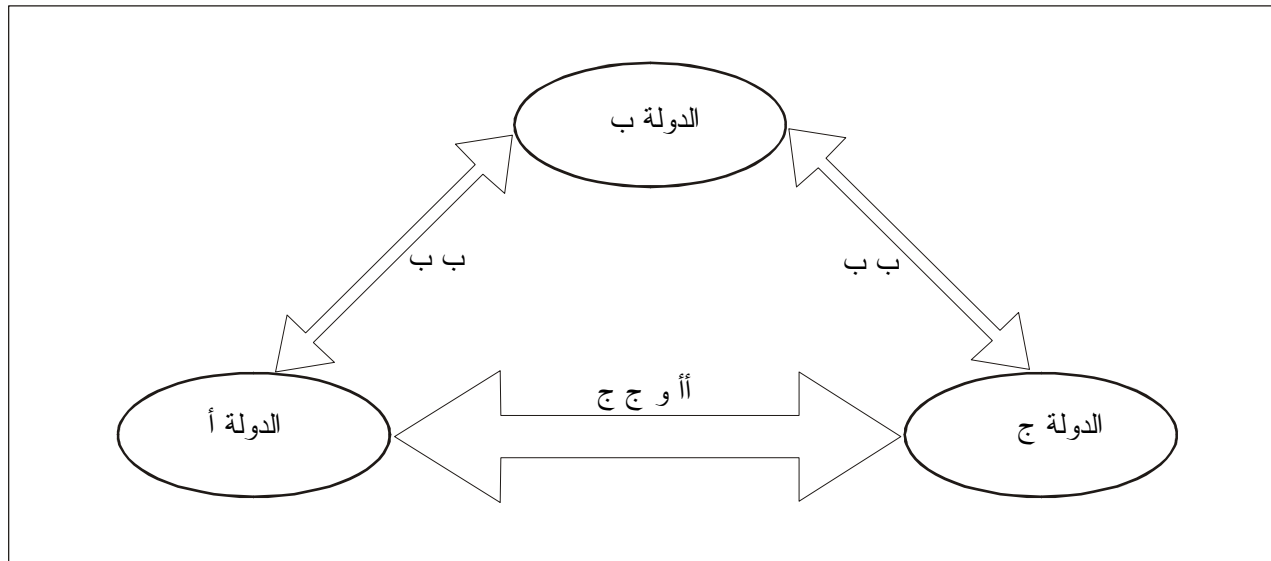 الدولة ب
ب ب
ب ب
أأ و ج ج
الدولة أ
الدولة ج